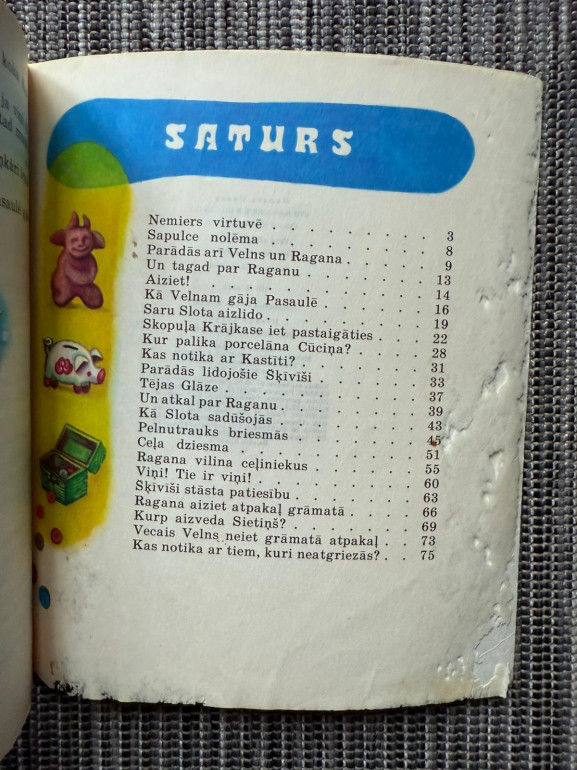 SATURS
Nemiers virtuvē . . . . . . . . 3
Sapulce nolēma . . . . . . . . 8
Parādās arī Velns un Ragana . . . . 9
Un tagad par Raganu . . . . . . 13
Aiziet! . . . . . . . . . . 14
Kā Velnam gāja Pasaulē . . . . . 16
Saru Slota aizlido . . . . . . . 19
Skopuļa Krājkase iet pastaigāties . . . 22
Kur palika porcelāna Cūciņa? . . . . 28
Kas notika ar Kastīti? . . . . . . 31
Parādās lidojošie Šķīvīši . . . . . 33
Tējas Glāze . . . . . . . . . 37
Un atkal par Raganu . . . . . . 39
Kā Slota sadūšojās . . . . . . 43
Pelnutrauks briesmās . . . . . . 45
Ceļa dziesma . . . . . . . . 51
Ragana vilina ceļiniekus . . . . . 55
Viņi! Tie ir viņi! . . . . . . . 60
Šķīvīši stāsta patiesību . . . . . 63
Ragana aiziet atpakaļ grāmatā . . . 66
Kurp aizveda Sietiņš? . . . . . . 69
Vecais Velns neiet grāmatā atpakaļ . . 73
Kas notika ar tiem, kuri neatgriezās? . . 75